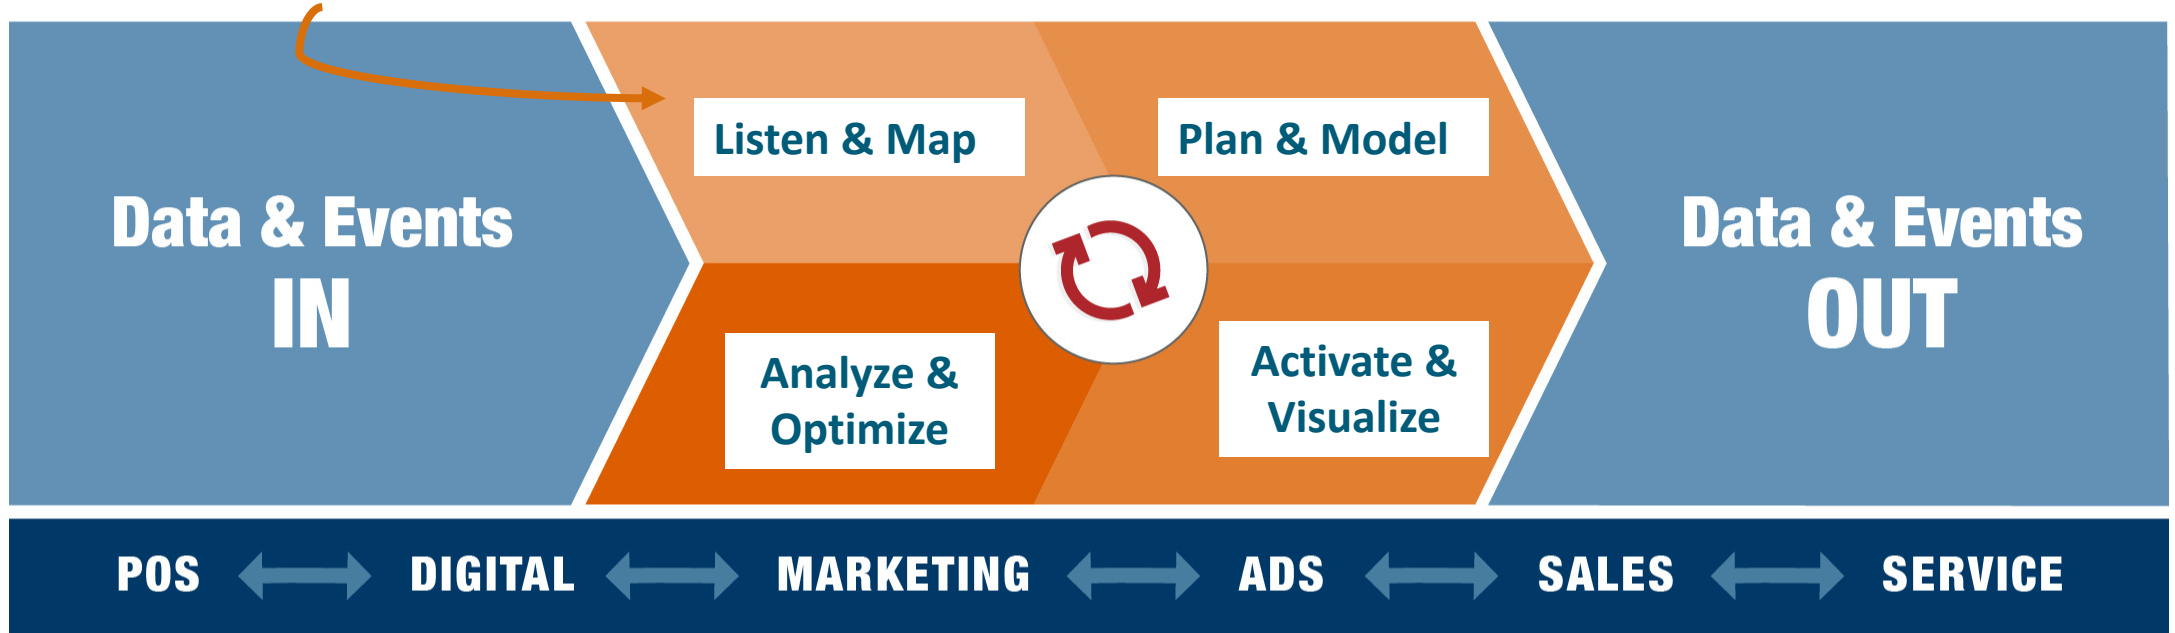 Data & Events
IN
Listen & Map
Plan & Model
Analyze &
Optimize
Activate &
Visualize
Data & Events
OUT
POS DIGITAL MARKETING ADS SALES SERVICE